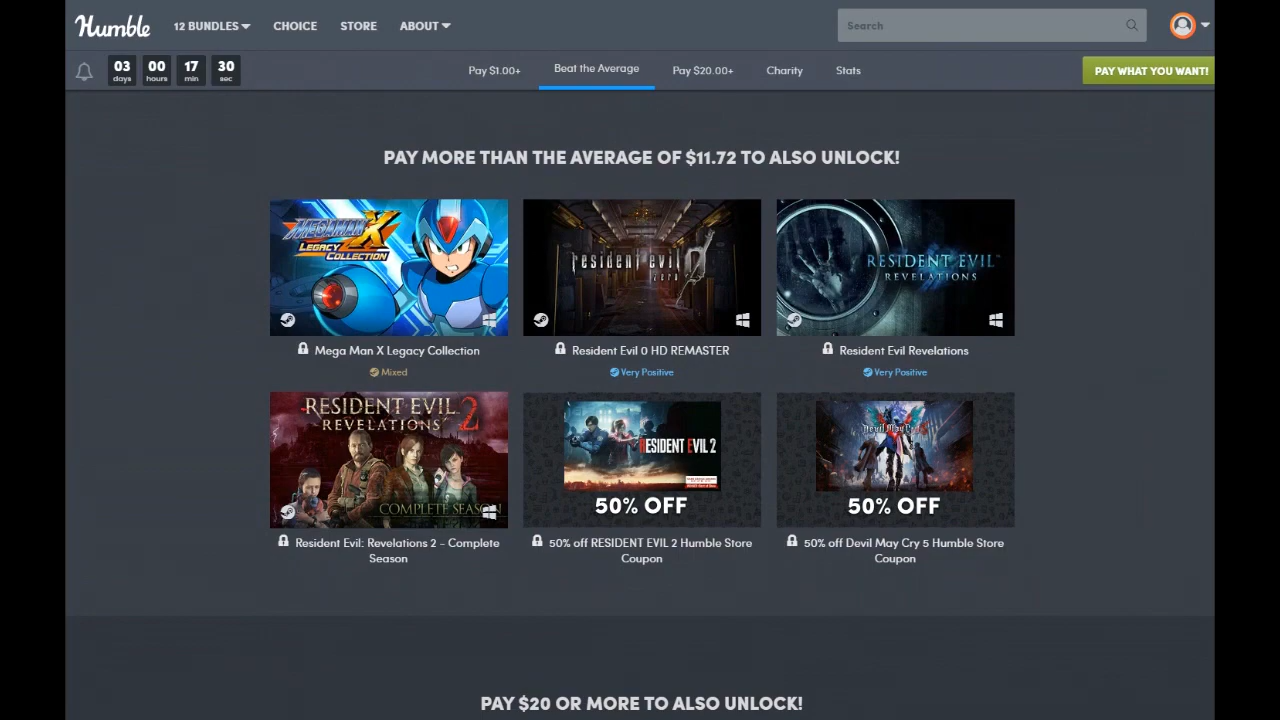 Humble
12 BUNDLES
CHOICE
STORE
ABOUT
Search
03 days
00 hours
17 min
30 sec
Pay $1.00+
Beat the Average
Pay $20.00+
Charity
Stats
PAY WHAT YOU WANT!
PAY MORE THAN THE AVERAGE OF $11.72 TO ALSO UNLOCK!
MEGAMAN X
LEGACY
COLLECTION
resident evil 0
zero
RESIDENT EVIL
REVELATIONS
Mega Man X Legacy Collection
Mixed
Resident Evil 0 HD REMASTER
Very Positive
Resident Evil Revelations
Very Positive
RESIDENT EVIL
REVELATIONS 2
COMPLETE SEASON
RESIDENT EVIL 2
50% OFF
Devil May Cry
50% OFF
Resident Evil: Revelations 2 - Complete
Season
50% off RESIDENT EVIL 2 Humble Store
Coupon
50% off Devil May Cry 5 Humble Store
Coupon
PAY $20 OR MORE TO ALSO UNLOCK!